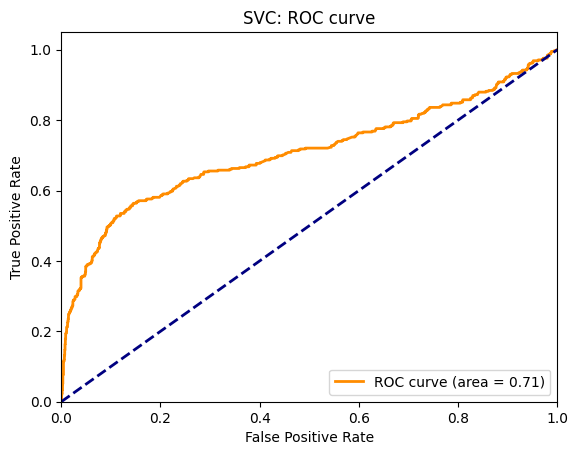 SVC: ROC curve
True Positive Rate
1.0
0.8
0.6
0.4
0.2
0.0
ROC curve (area = 0.71)
0.0 0.2 0.4 0.6 0.8 1.0
False Positive Rate